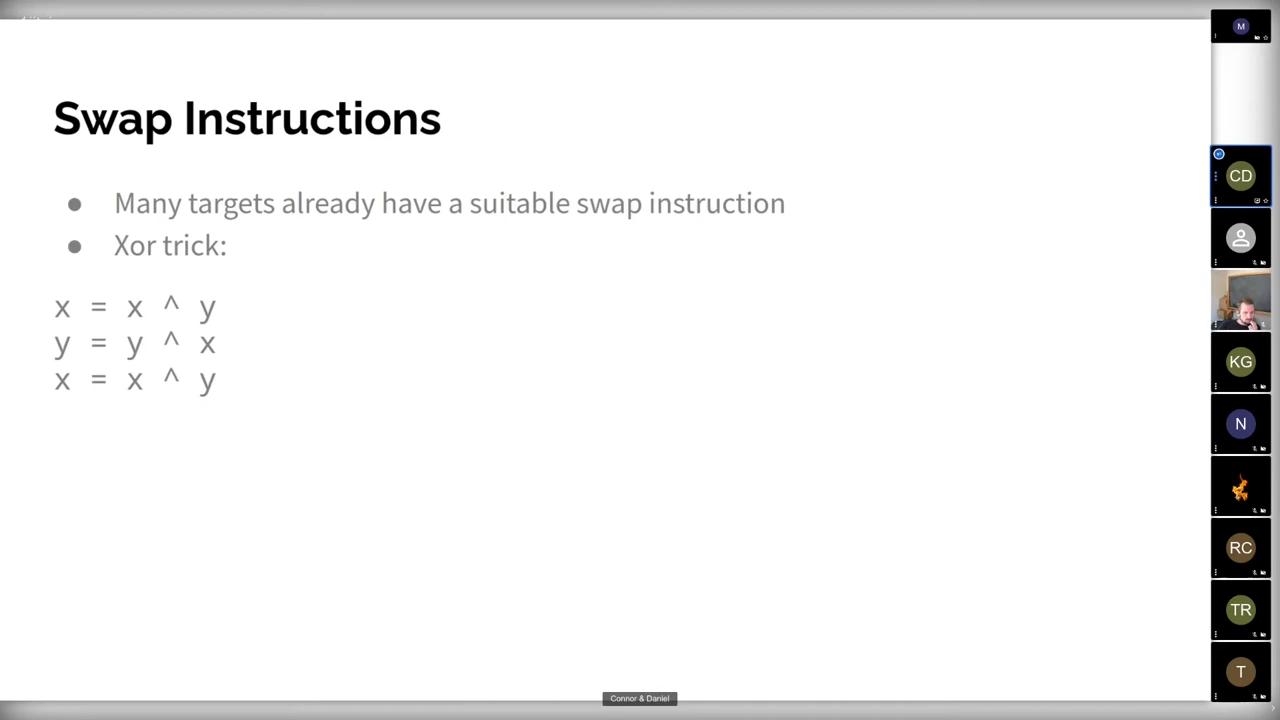 Swap Instructions
● Many targets already have a suitable swap instruction
● Xor trick:
x = x ^ y
y = y ^ x
x = x ^ y
M
CD
KG
N
RC
TR
T
Connor & Daniel